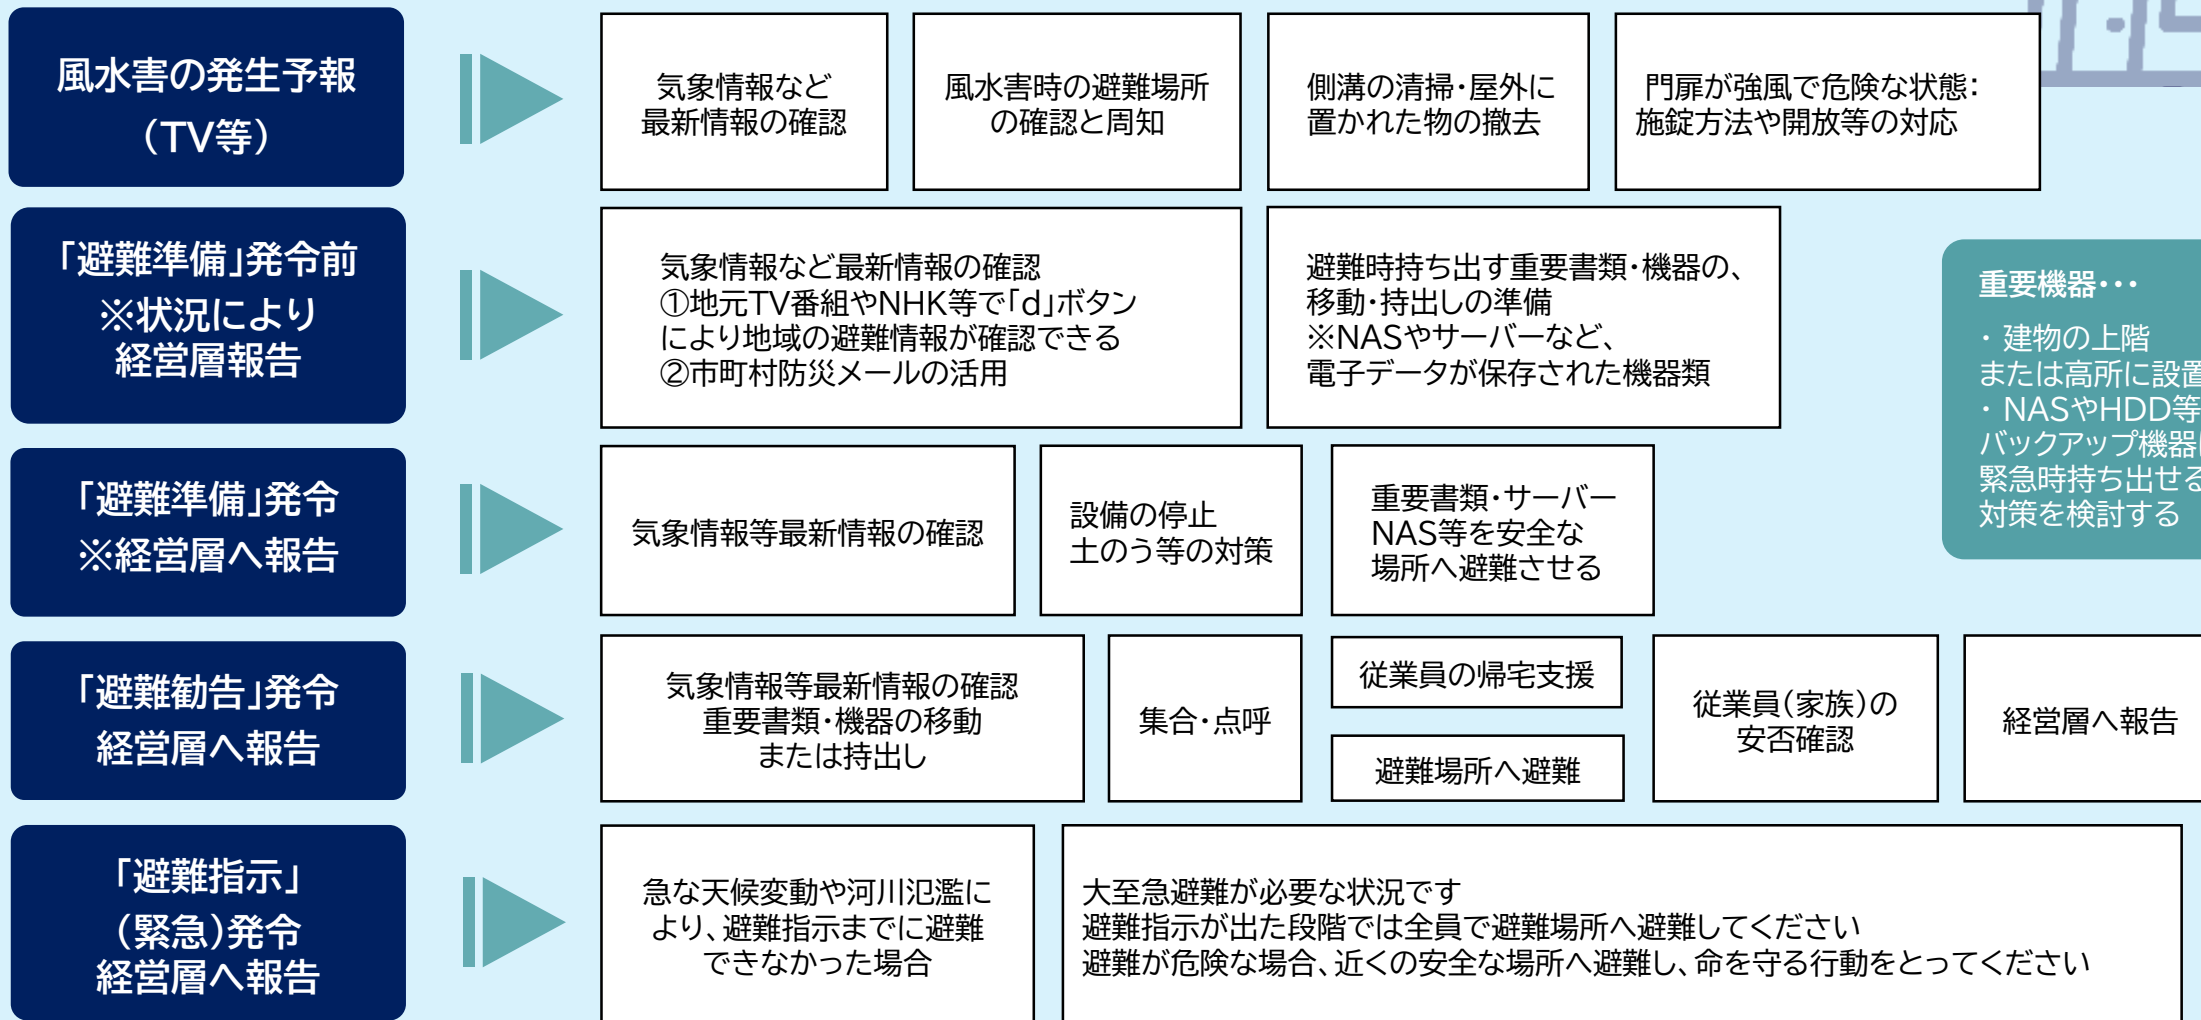 風水害の発生予報
（TV等）
気象情報など
最新情報の確認
風水害時の避難場所
の確認と周知
側溝の清掃・屋外に
置かれた物の撤去
門扉が強風で危険な状態：
施錠方法や開放等の対応
「避難準備」発令前
※状況により
経営層報告
気象情報など最新情報の確認
①地元TV番組やNHK等で「d」ボタン
により地域の避難情報が確認できる
②市町村防災メールの活用
避難時持ち出す重要書類・機器の、
移動・持出しの準備
※NASやサーバーなど、
電子データが保存された機器類
重要機器・・・
・ 建物の上階
または高所に設置
・ NASやHDD等
バックアップ機器
緊急時持ち出せる
対策を検討する
「避難準備」発令
※経営層へ報告
気象情報等最新情報の確認
設備の停止
土のう等の対策
重要書類・サーバー
NAS等を安全な
場所へ避難させる
「避難勧告」発令
経営層へ報告
気象情報等最新情報の確認
重要書類・機器の移動
または持出し
集合・点呼
従業員の帰宅支援
避難場所へ避難
従業員（家族）の
安否確認
経営層へ報告
「避難指示」
（緊急）発令
経営層へ報告
急な天候変動や河川氾濫に
より、避難指示までに避難
できなかった場合
大至急避難が必要な状況です
避難指示が出た段階では全員で避難場所へ避難してください
避難が危険な場合、近くの安全な場所へ避難し、命を守る行動をとってください